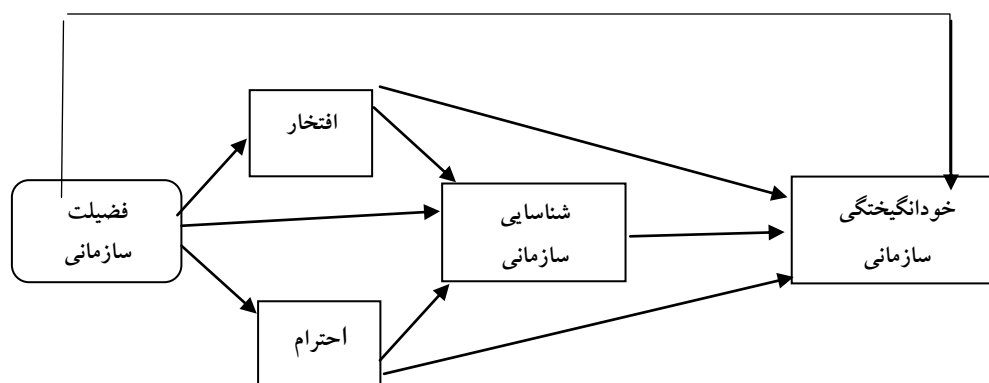 افتخار
فضیلت
سازمانی
شناسایی
سازمانی
خودانگیختگی
سازمانی
احترام